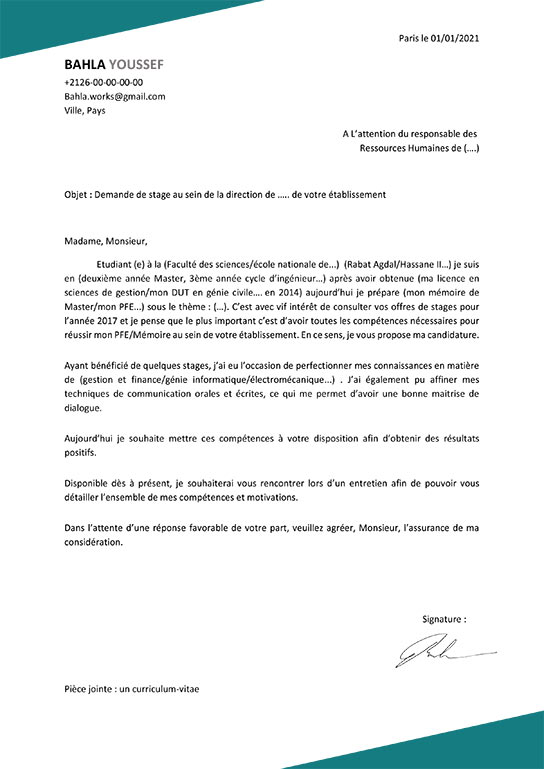 Paris le 01/01/2021
BAHLA YOUSSEF
+2126-00-00-00-00
Bahla.works@gmail.com
Ville, Pays
A L’attention du responsable des
Ressources Humaines de (….)
Objet : Demande de stage au sein de la direction de ….. de votre établissement
Madame, Monsieur,
Etudiant (e) à la (Faculté des sciences/école nationale de...) (Rabat Agdal/Hassane II…) je suis
en {deuxième année Master, 3ème année cycle d’ingénieur…) après avoir obtenue (ma licence en
sciences de gestion/mon DUT en génie civile…. en 2014) aujourd’hui je prépare (mon mémoire de
Master/mon PFE...) sous le thème : (…). C’est avec vif intérêt de consulter vos offres de stages pour
l’année 2017 et je pense que le plus important c’est d’avoir toutes les compétences nécessaires pour
réussir mon PFE/Mémoire au sein de votre établissement. En ce sens, je vous propose ma candidature.
Ayant bénéficié de quelques stages, j’ai eu l’occasion de perfectionner mes connaissances en matière
de (gestion et finance/génie informatique/électromécanique...) . J’ai également pu affiner mes
techniques de communication orales et écrites, ce qui me permet d’avoir une bonne maitrise de
dialogue.
Aujourd’hui je souhaite mettre ces compétences à votre disposition afin d’obtenir des résultats
positifs.
Disponible dès à présent, je souhaiterai vous rencontrer lors d’un entretien afin de pouvoir vous
détailler l’ensemble de mes compétences et motivations.
Dans l’attente d’une réponse favorable de votre part, veuillez agréer, Monsieur, l’assurance de ma
considération.
Signature :
Pièce jointe : un curriculum-vitae